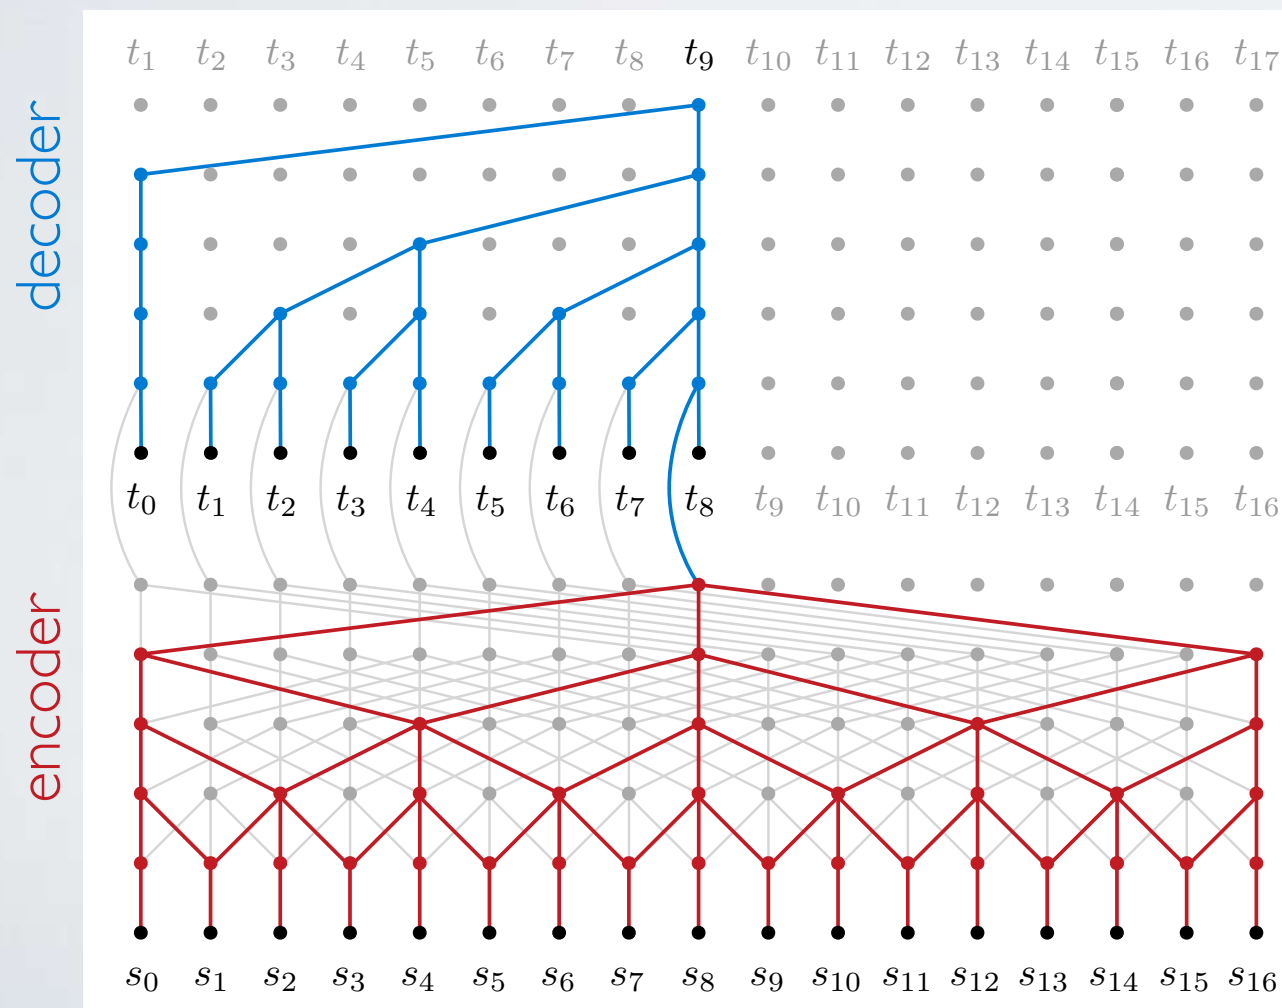 decoder
t₁ t₂ t₃ t₄ t₅ t₆ t₇ t₈ t₉ t₁₀ t₁₁ t₁₂ t₁₃ t₁₄ t₁₅ t₁₆ t₁₇
t₀ t₁ t₂ t₃ t₄ t₅ t₆ t₇ t₈ t₉ t₁₀ t₁₁ t₁₂ t₁₃ t₁₄ t₁₅ t₁₆
encoder
s₀ s₁ s₂ s₃ s₄ s₅ s₆ s₇ s₈ s₉ s₁₀ s₁₁ s₁₂ s₁₃ s₁₄ s₁₅ s₁₆